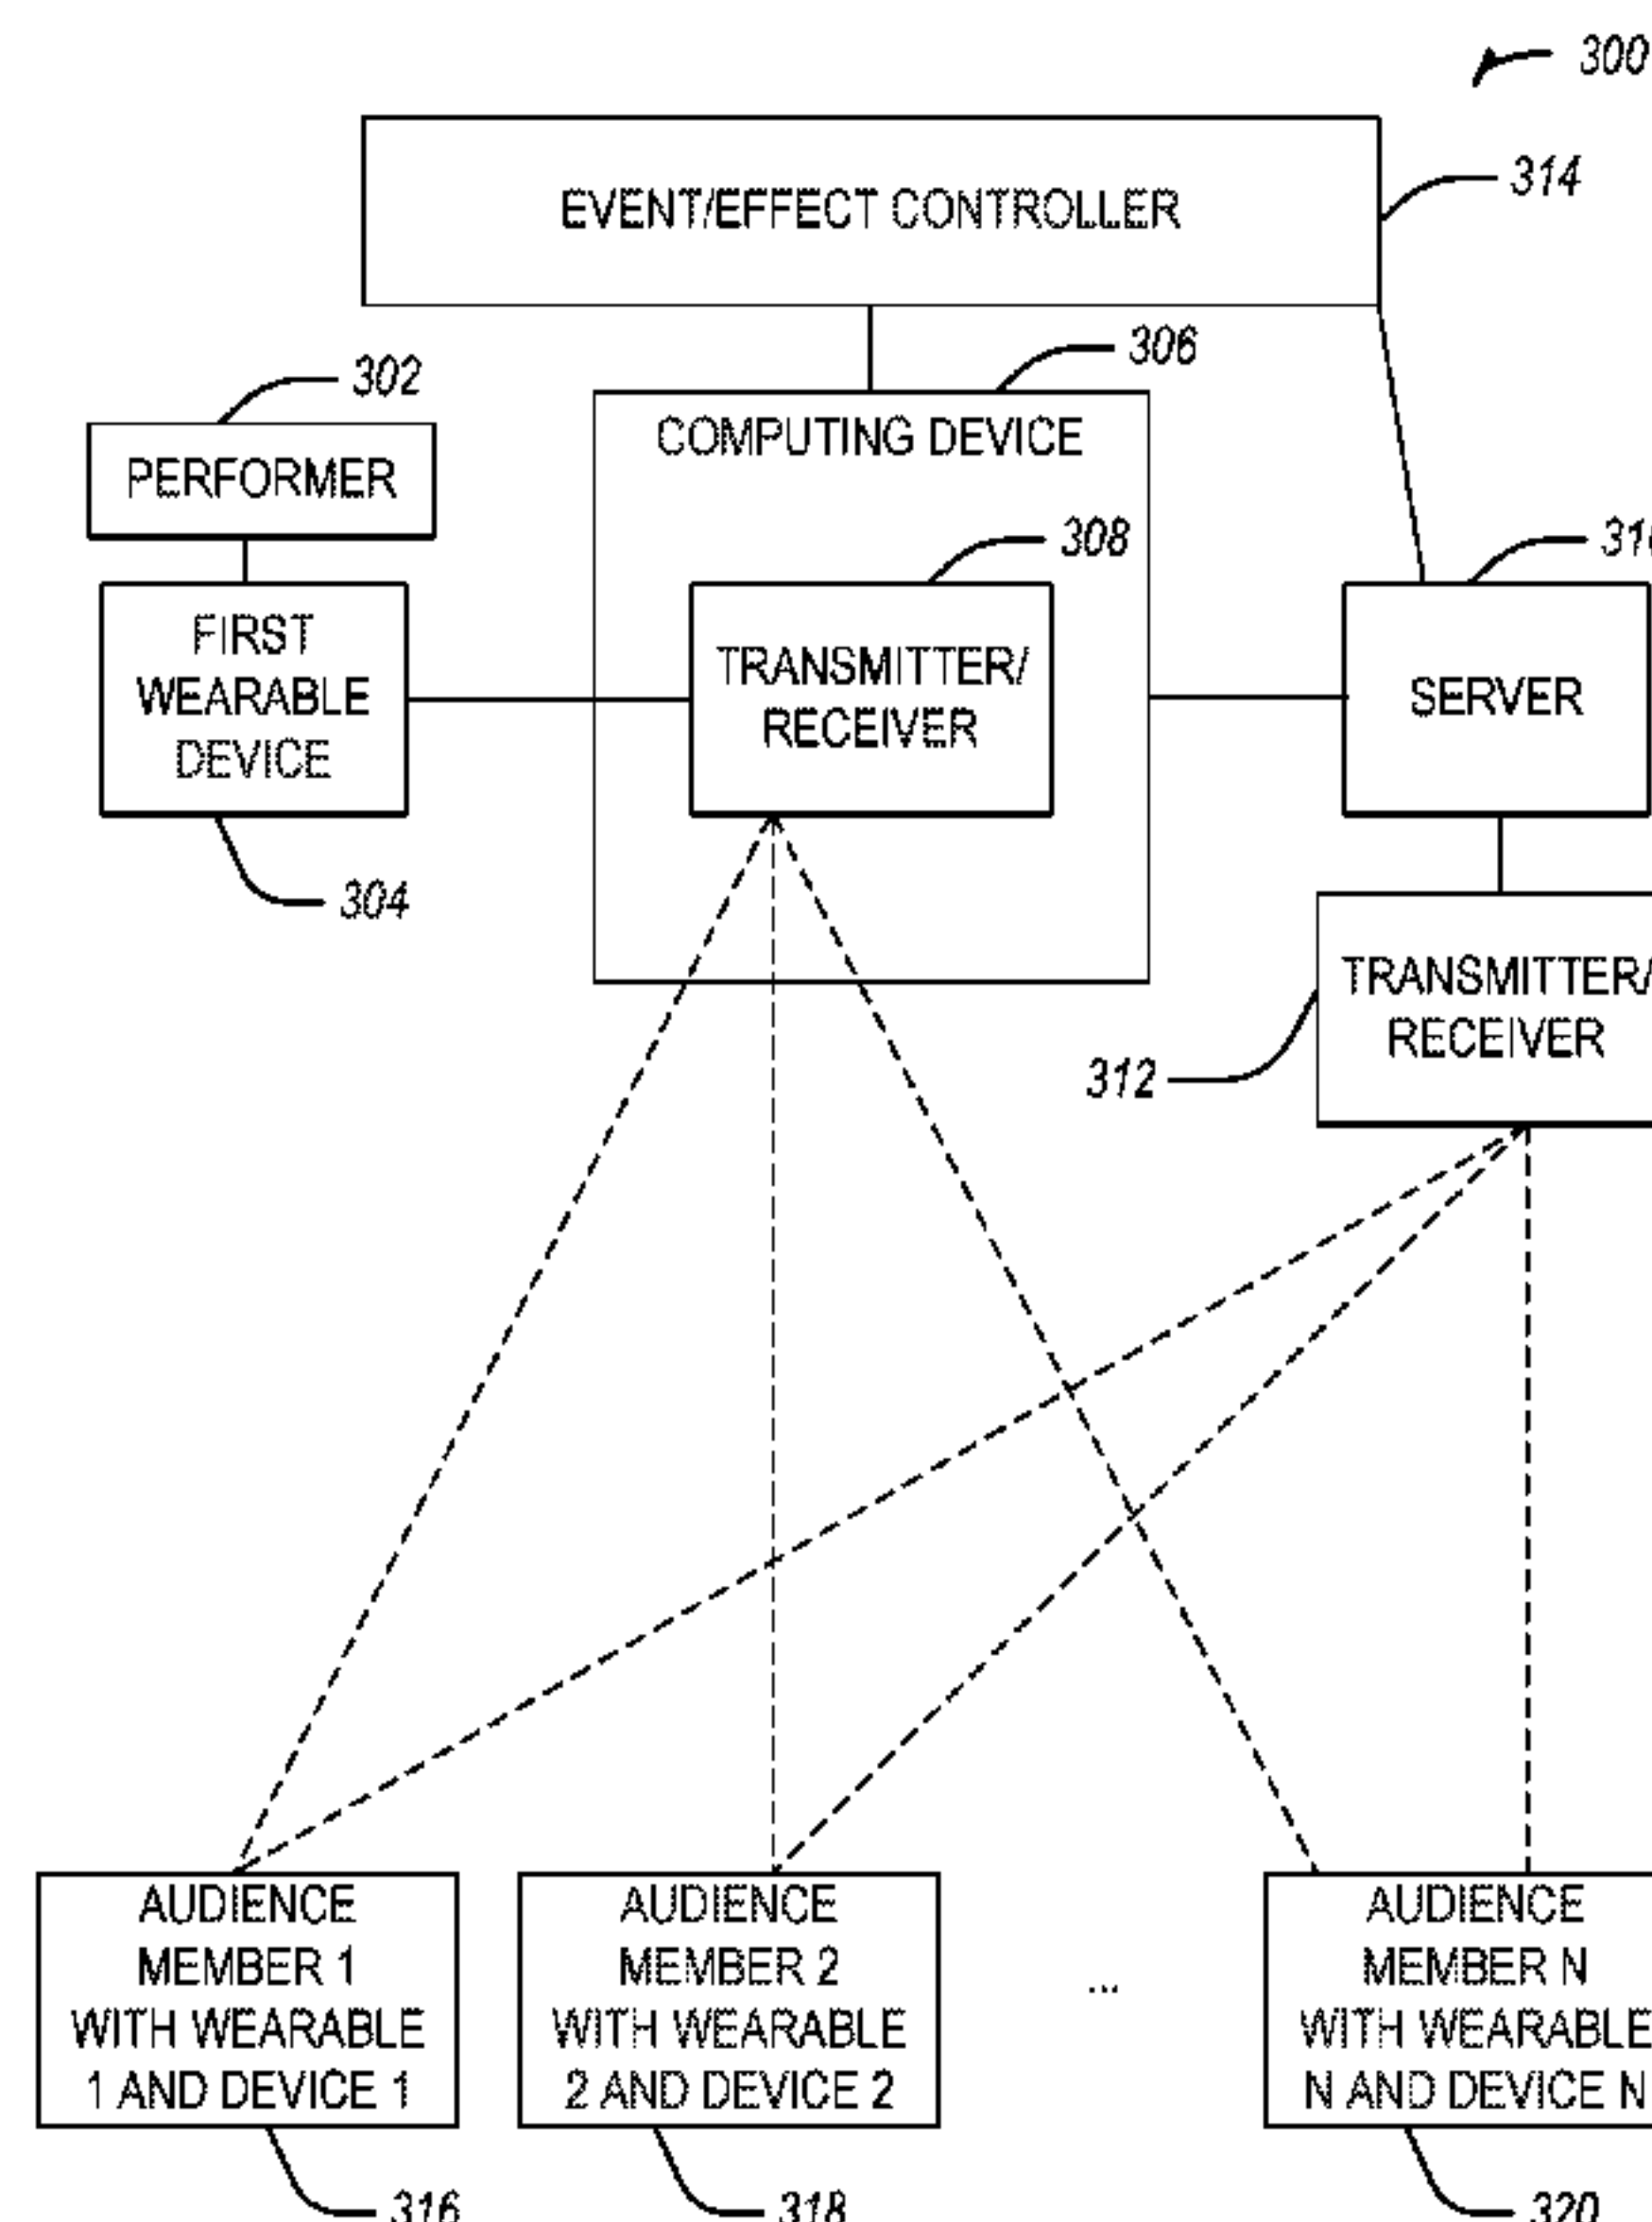 300
EVENT/EFFECT CONTROLLER
314
306
302
COMPUTING DEVICE
PERFORMER
308
FIRST
WEARABLE
DEVICE
TRANSMITTER/
RECEIVER
SERVER
304
TRANSMITTER/
RECEIVER
312
AUDIENCE
MEMBER 1
WITH WEARABLE
1 AND DEVICE 1
AUDIENCE
MEMBER 2
WITH WEARABLE
2 AND DEVICE 2
...
AUDIENCE
MEMBER N
WITH WEARABLE
N AND DEVICE N
316
318
320